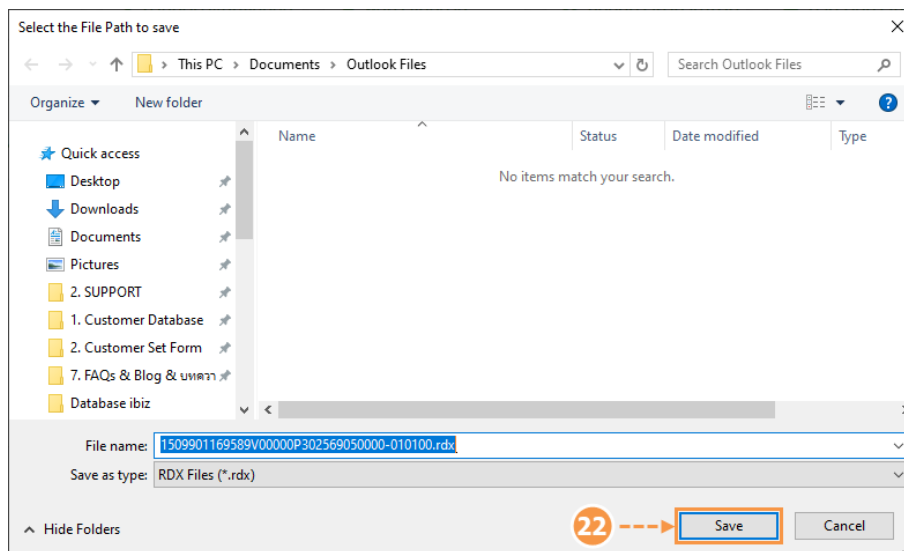 Select the File Path to save
This PC > Documents > Outlook Files
Search Outlook Files
Organize
New folder
Name
Status
Date modified
Type
Quick access
Desktop
Downloads
Documents
Pictures
2. SUPPORT
1. Customer Database
2. Customer Set Form
7. FAQs & Blog & บทควา
Database ibiz
No items match your search.
File name: 1509901169589V00000P302569050000-010100.rdx
Save as type: RDX Files (*.rdx)
Hide Folders
22
Save
Cancel